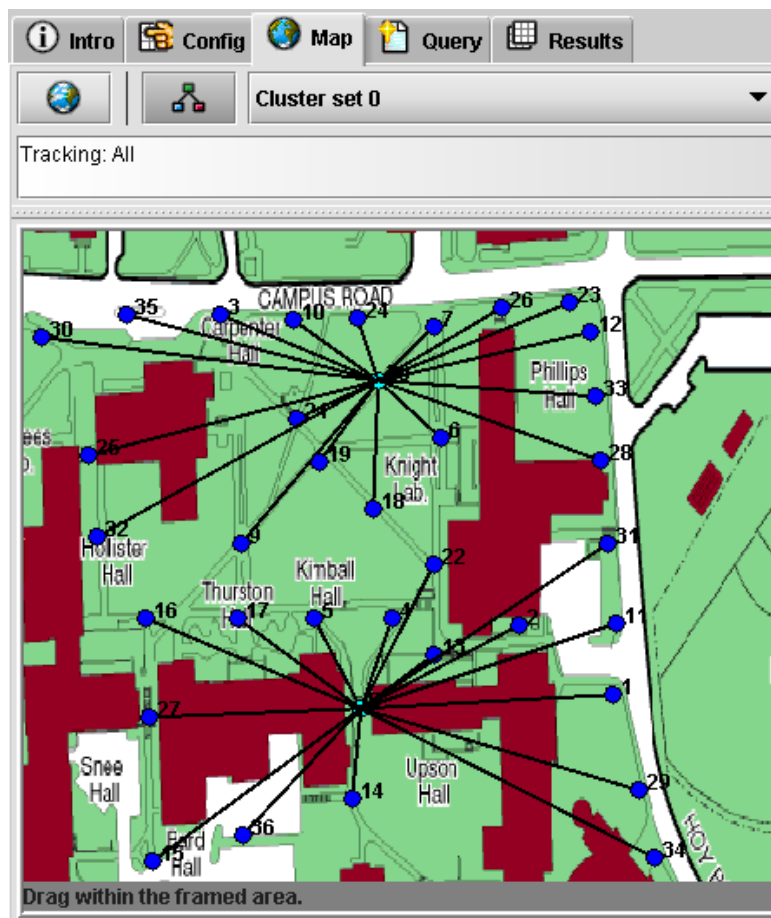 Intro Config Map Query Results
Cluster set 0
Tracking: All
CAMPUS ROAD
35 3 10 24 7 26 23 12
30
Carpenter
Hall
Phillips
Hall
33
21
6
25
19
28
Knight
Lab.
18
32
9
31
Hollister
Hall
22
Kimball
Hall
Thurston
16 17 5 4 2 11
13
1
27
Snee
Hall
Upson
Hall
29
14
36
15
Hall
34
HOY
Drag within the framed area.